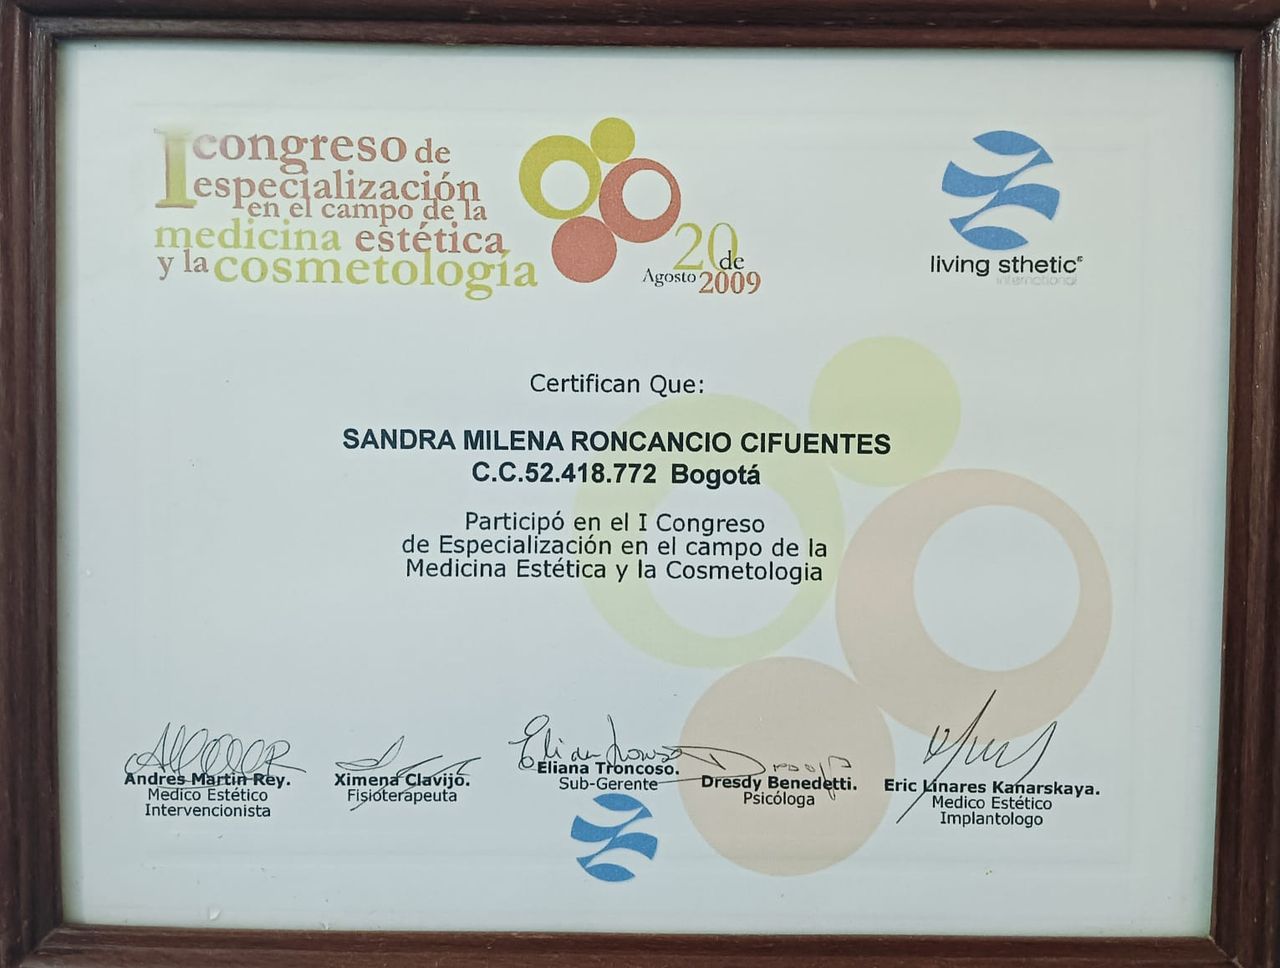 I congreso de
especialización
en el campo de la
medicina estética
y la cosmetología
20 de
Agosto 2009
living sthetic®
international
Certifican Que:
SANDRA MILENA RONCANCIO CIFUENTES
C.C.52.418.772 Bogotá
Participó en el I Congreso
de Especialización en el campo de la
Medicina Estética y la Cosmetologia
Andres Martin Rey.
Medico Estético
Intervencionista
Ximena Clavijo.
Fisioterapeuta
Eliana Troncoso.
Sub-Gerente
Dresdy Benedetti.
Psicóloga
Eric Linares Kanarskaya.
Medico Estético
Implantologo